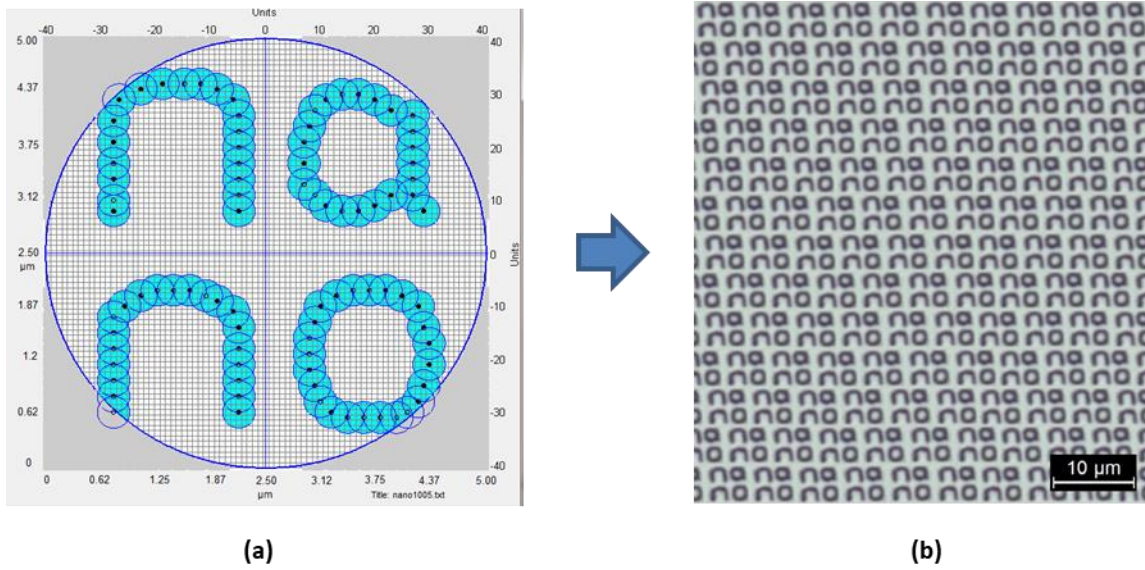 Units
-40 -30 -20 -10 0 10 20 30 40
5.00 40
4.37 30
3.75 20
3.12 10
2.50 0
µm Units
1.87 -10
1.2 -20
0.62 -30
0 -40
0 0.62 1.25 1.87 2.50 3.12 3.75 4.37 5.00
µm
Title: nano1005.txt
na
no
10 µm
(a) (b)